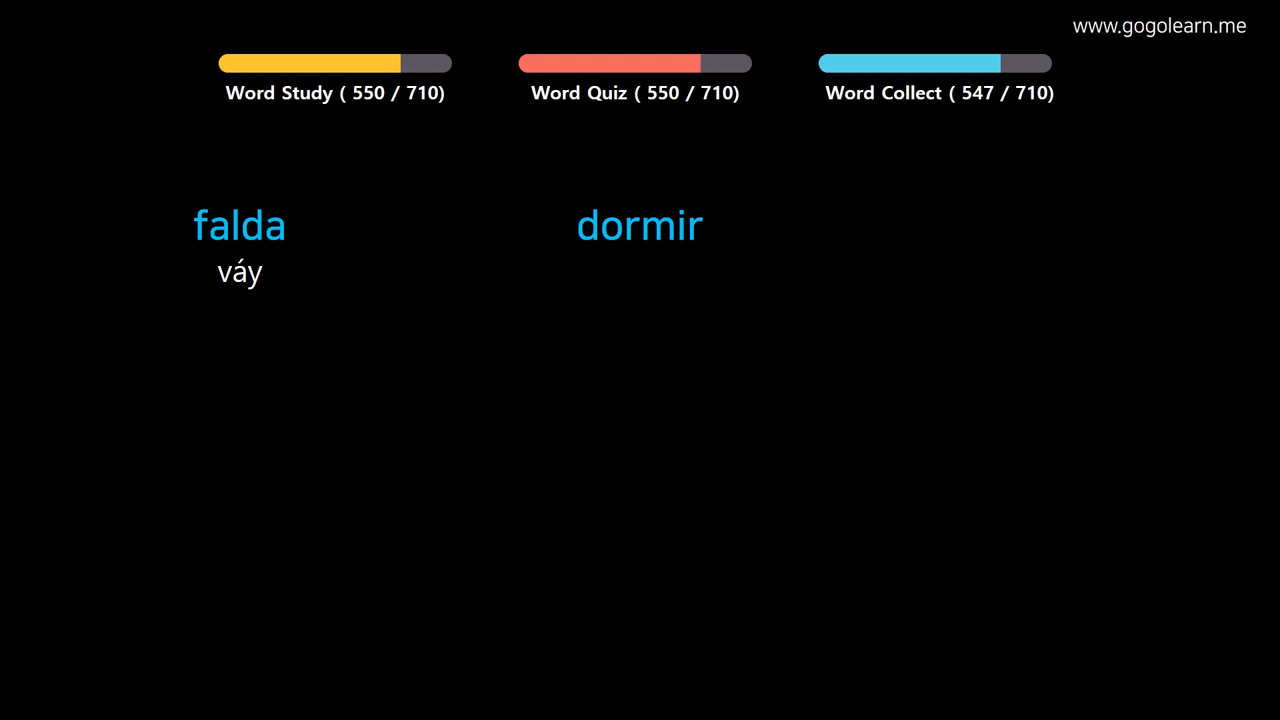 www.gogolearn.me
Word Study ( 550 / 710)
Word Quiz ( 550 / 710)
Word Collect ( 547 / 710)
falda
dormir
váy